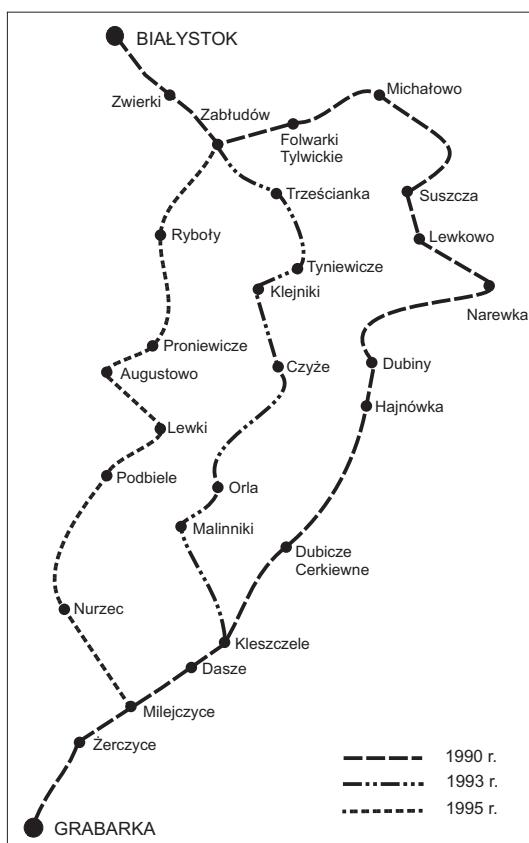 BIAŁYSTOK
Zwierki
Zabłudów
Michałowo
Folwarki
Tylwickie
Trześcianka
Suszcza
Ryboły
Lewkowo
Tyniewicze
Klejniki
Narewka
Proniewicze
Augustowo
Czyże
Dubiny
Hajnówka
Lewki
Podbiele
Orla
Malinniki
Dubicze
Cerkiewne
Nurzec
Kleszczele
Dasze
Milejczyce
Żerczyce
1990 r.
1993 r.
1995 r.
GRABARKA